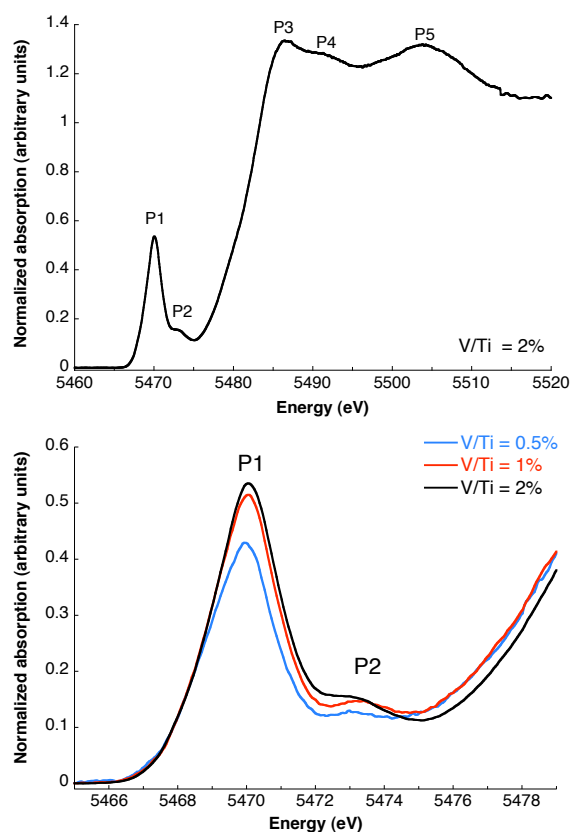 Normalized absorption (arbitrary units)
1.4
1.2
1
0.8
0.6
0.4
0.2
0
P1
P2
P3
P4
P5
V/Ti = 2%
5460 5470 5480 5490 5500 5510 5520
Energy (eV)
Normalized absorption (arbitrary units)
0.6
0.5
0.4
0.3
0.2
0.1
0
P1
P2
V/Ti = 0.5%
V/Ti = 1%
V/Ti = 2%
5466 5468 5470 5472 5474 5476 5478
Energy (eV)